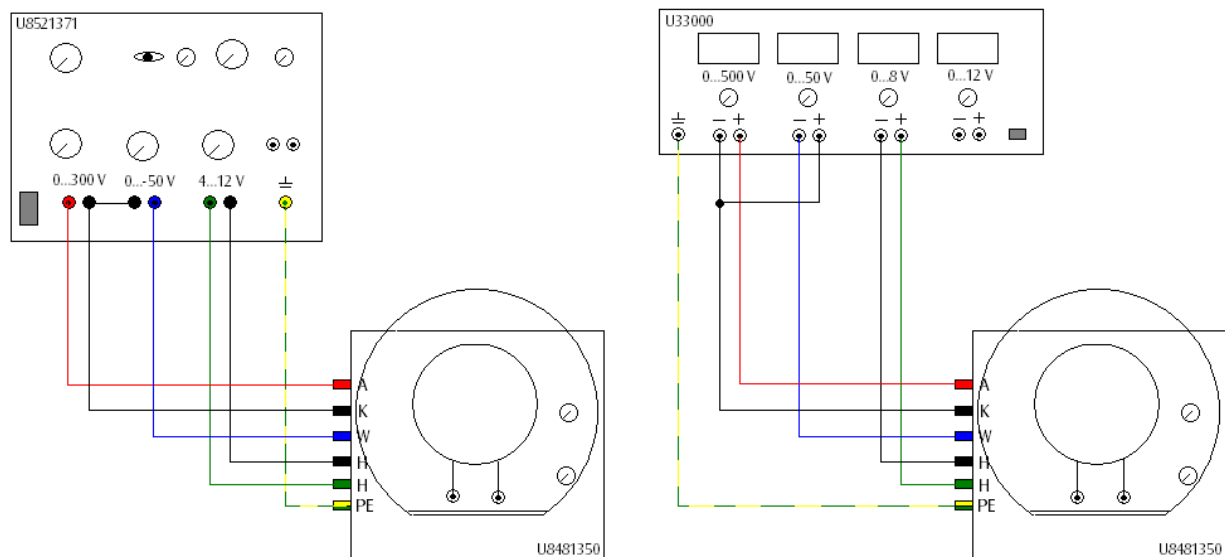 U8521371
0...300 V 0...-50 V 4...12 V
A
K
W
H
H
PE
U8481350
U33000
0...500 V 0...50 V 0...8 V 0...12 V
− + − + − + − +
A
K
W
H
H
PE
U8481350